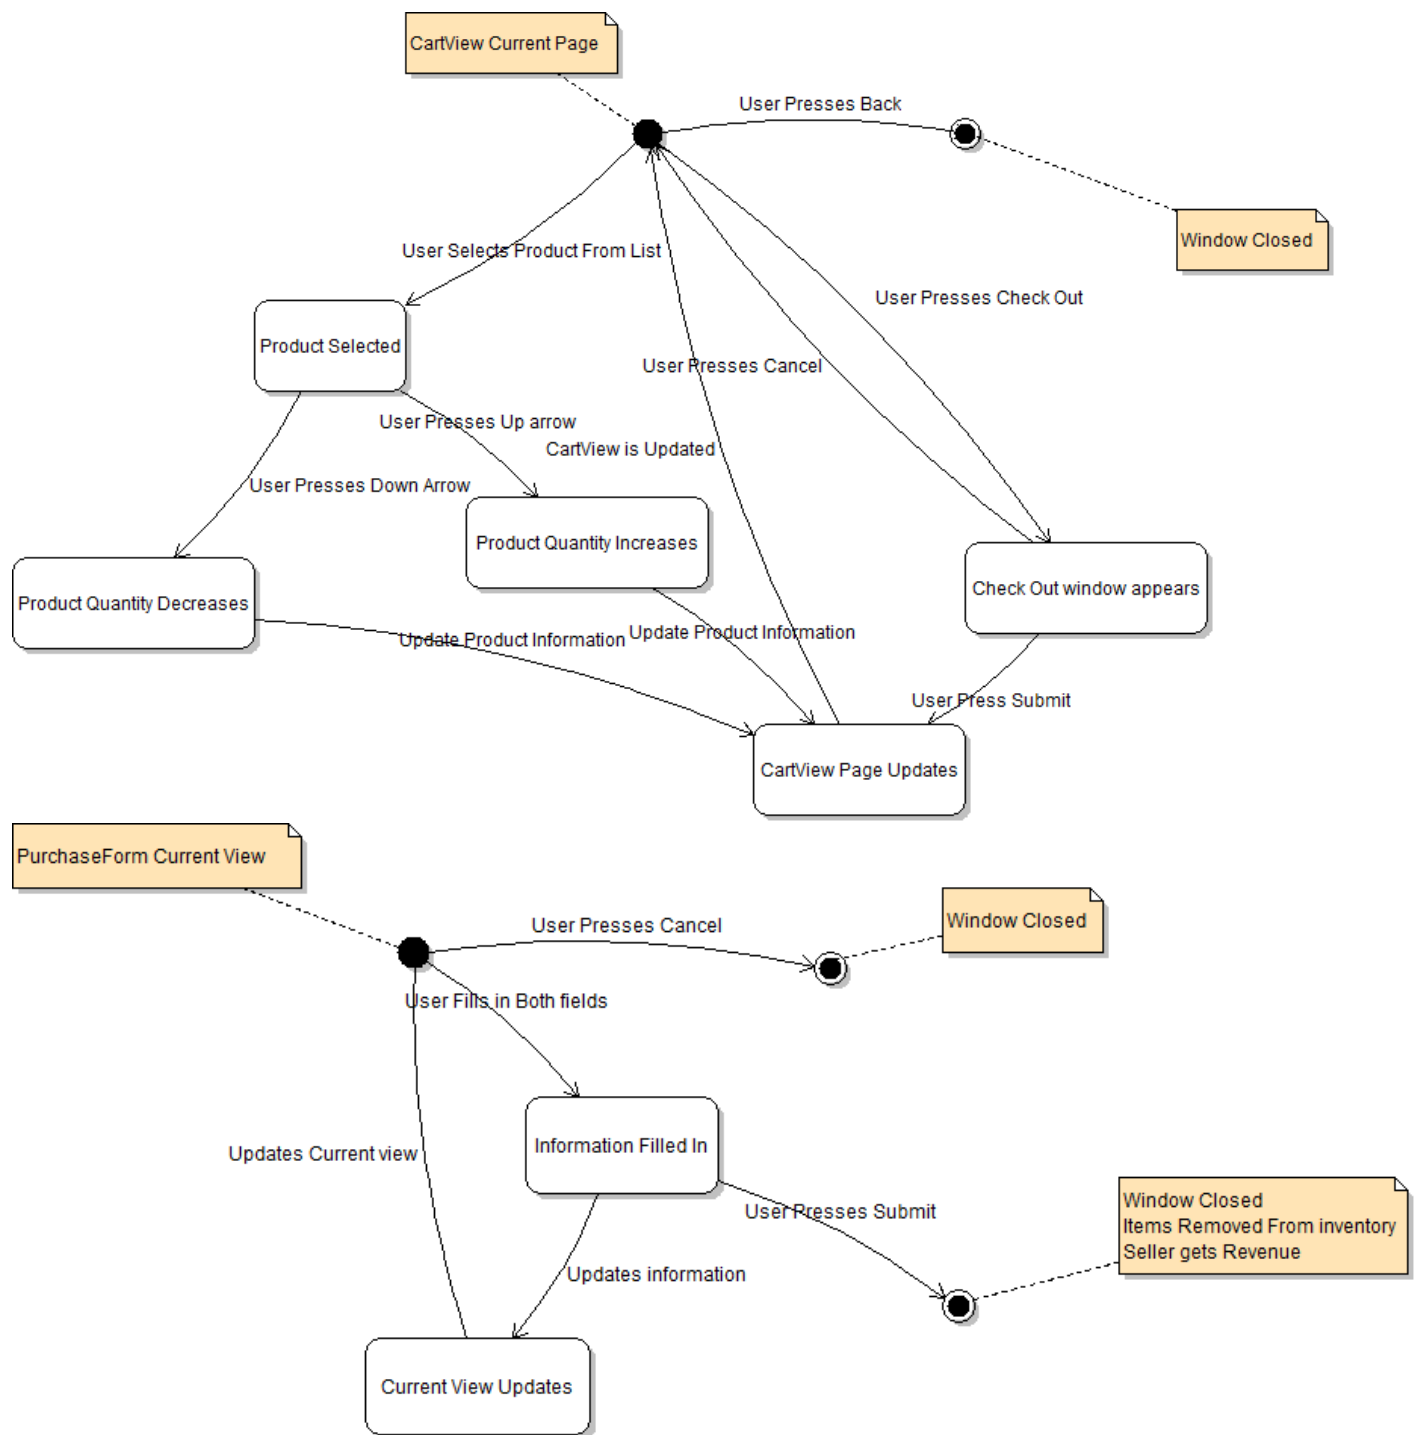 CartView Current Page
User Presses Back
Window Closed
User Selects Product From List
User Presses Check Out
Product Selected
User Presses Cancel
User Presses Up arrow
CartView is Updated
User Presses Down Arrow
Product Quantity Increases
Check Out window appears
Product Quantity Decreases
Update Product Information
Update Product Information
User Press Submit
CartView Page Updates
PurchaseForm Current View
User Presses Cancel
Window Closed
User Fills in Both fields
Information Filled In
Updates Current view
User Presses Submit
Window Closed
Items Removed From inventory
Seller gets Revenue
Updates information
Current View Updates